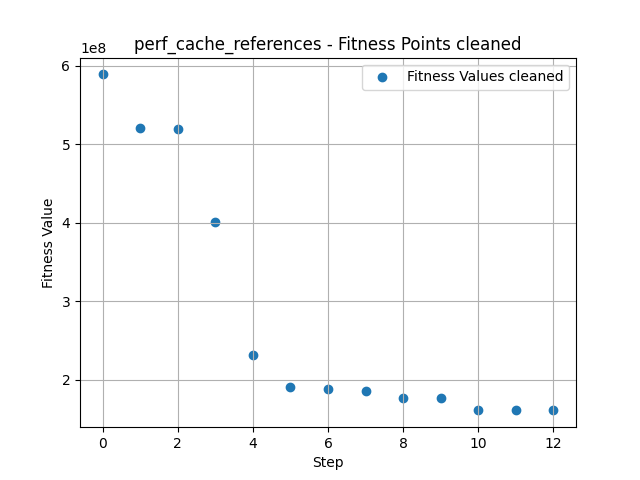 perf_cache_references - Fitness Points cleaned
1e8
6
5
4
3
2
Fitness Value
Fitness Values cleaned
0 2 4 6 8 10 12
Step